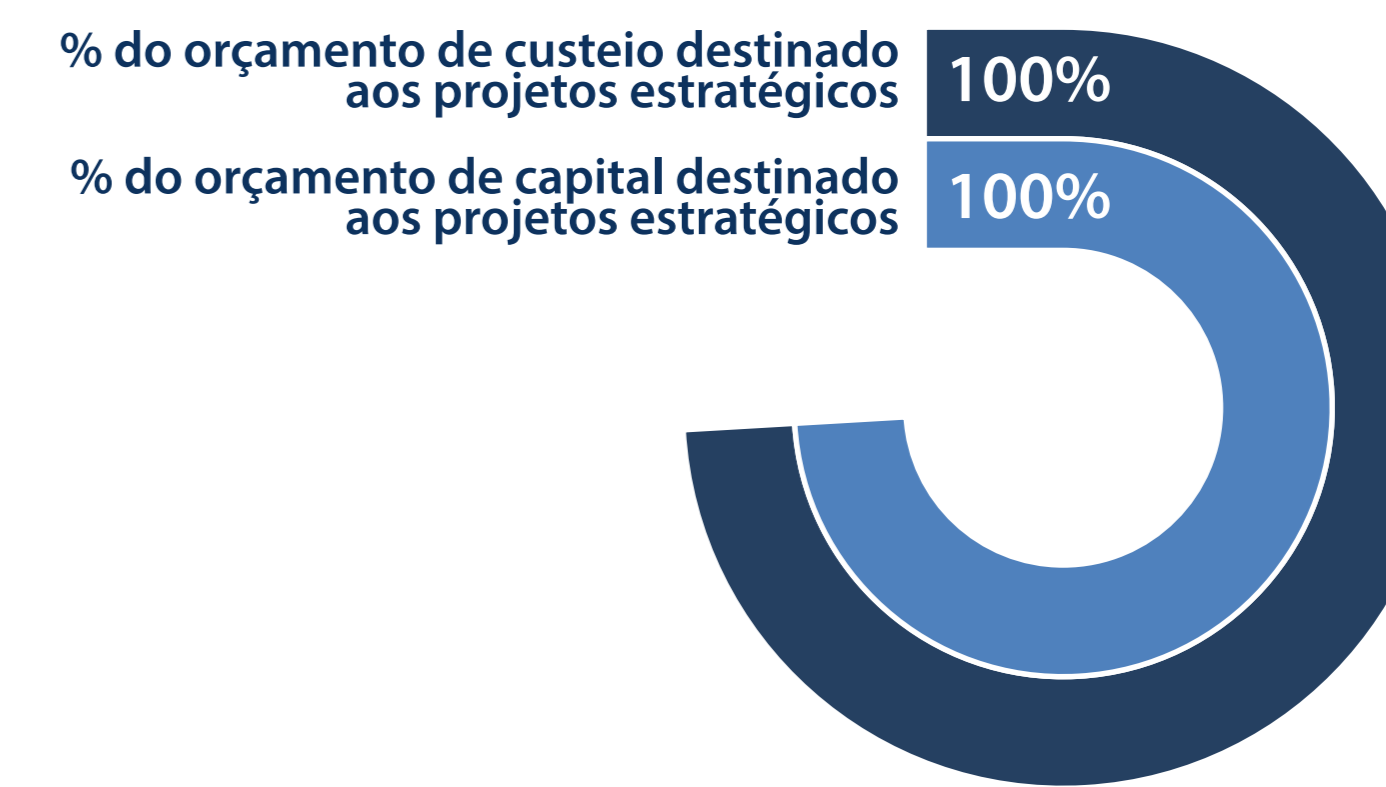 % do orçamento de custeio destinado
aos projetos estratégicos
100%
% do orçamento de capital destinado
aos projetos estratégicos
100%